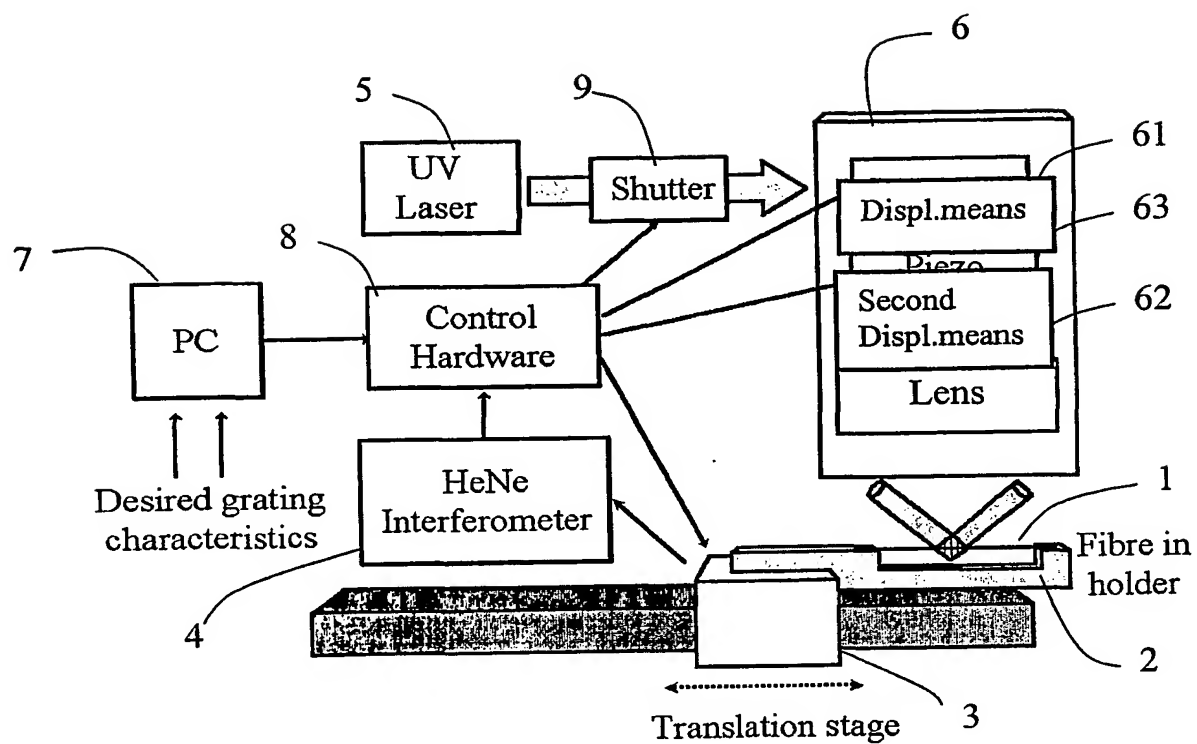 6
5
9
61
UV
Laser
Shutter
Displ.means
63
7
8
Piezo
PC
Control
Hardware
Second
Displ.means
62
Lens
HeNe
Interferometer
Desired grating
characteristics
1
Fibre in
holder
4
2
3
Translation stage